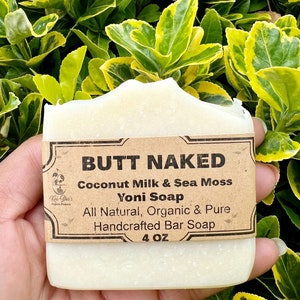 BUTT NAKED
Coconut Milk & Sea Moss
Yoni Soap
All Natural, Organic & Pure
Handcrafted Bar Soap
4 OZ